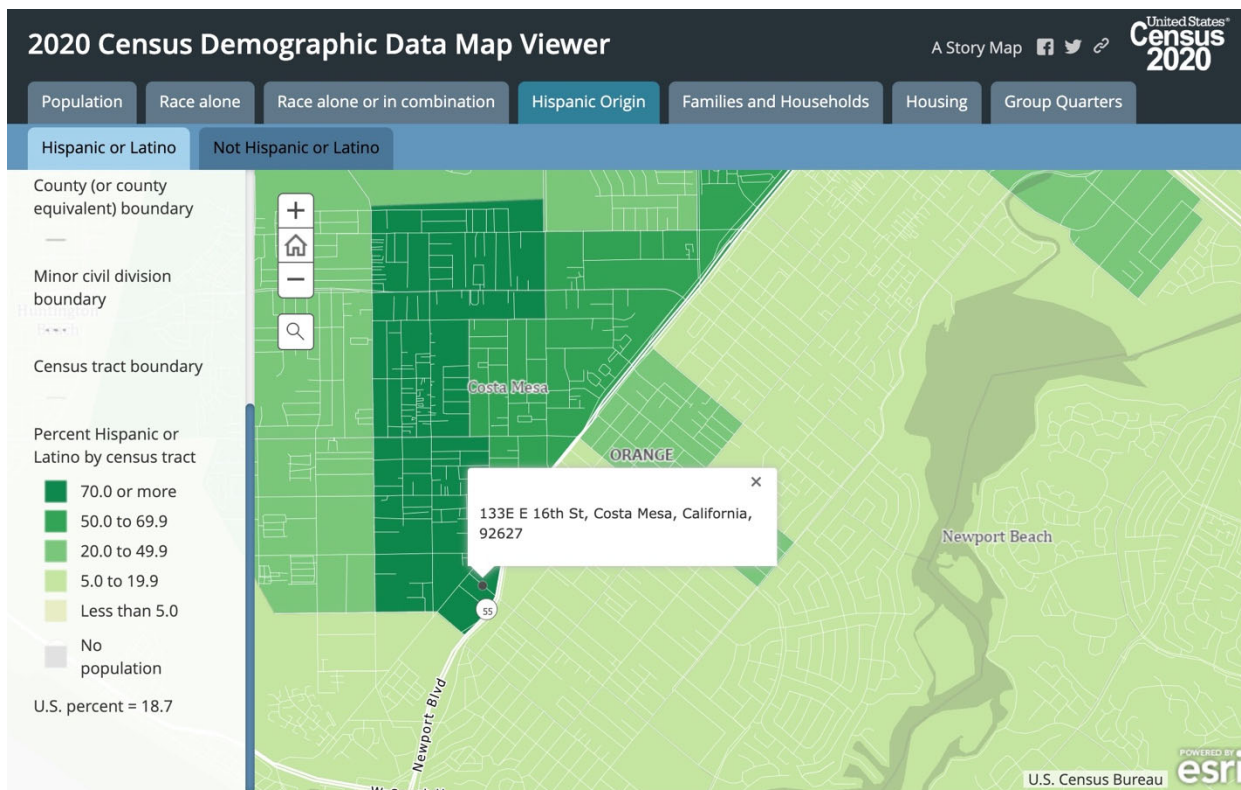 2020 Census Demographic Data Map Viewer
A Story Map
United States®
Census
2020
Population
Race alone
Race alone or in combination
Hispanic Origin
Families and Households
Housing
Group Quarters
Hispanic or Latino
Not Hispanic or Latino
County (or county
equivalent) boundary
Minor civil division
boundary
Huntington
Beach
Census tract boundary
Percent Hispanic or
Latino by census tract
70.0 or more
50.0 to 69.9
20.0 to 49.9
5.0 to 19.9
Less than 5.0
No
population
U.S. percent = 18.7
+
−
Costa Mesa
ORANGE
×
133E E 16th St, Costa Mesa, California,
92627
55
Newport Beach
Newport Blvd
POWERED BY
esri
U.S. Census Bureau